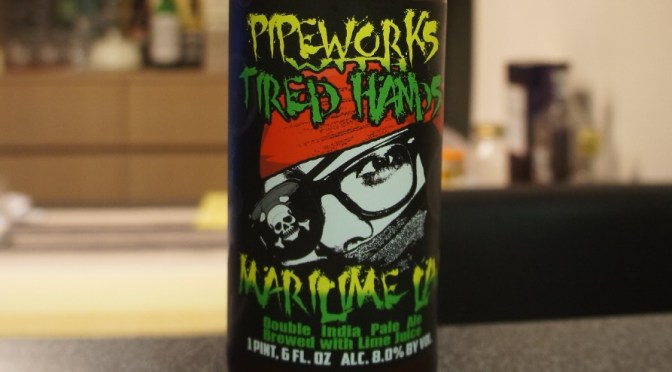 PIPEWORKS
TIRED HANDS
MARILIME
Double India Pale Ale
Brewed with Lime Juice
1 PINT, 6 FL. OZ ALC. 8.0% BY VOL.